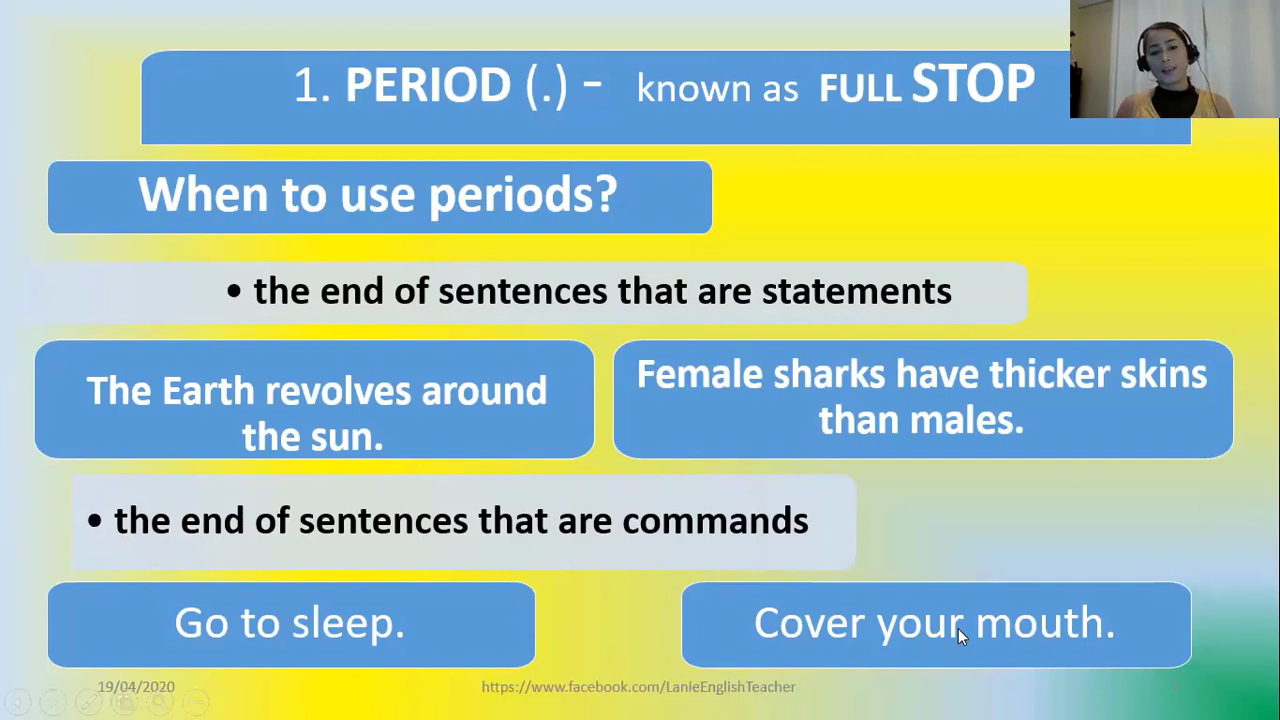 1. PERIOD (.) – known as FULL STOP
When to use periods?
• the end of sentences that are statements
The Earth revolves around
the sun.
Female sharks have thicker skins
than males.
• the end of sentences that are commands
Go to sleep.
Cover your mouth.
19/04/2020
https://www.facebook.com/LanieEnglishTeacher